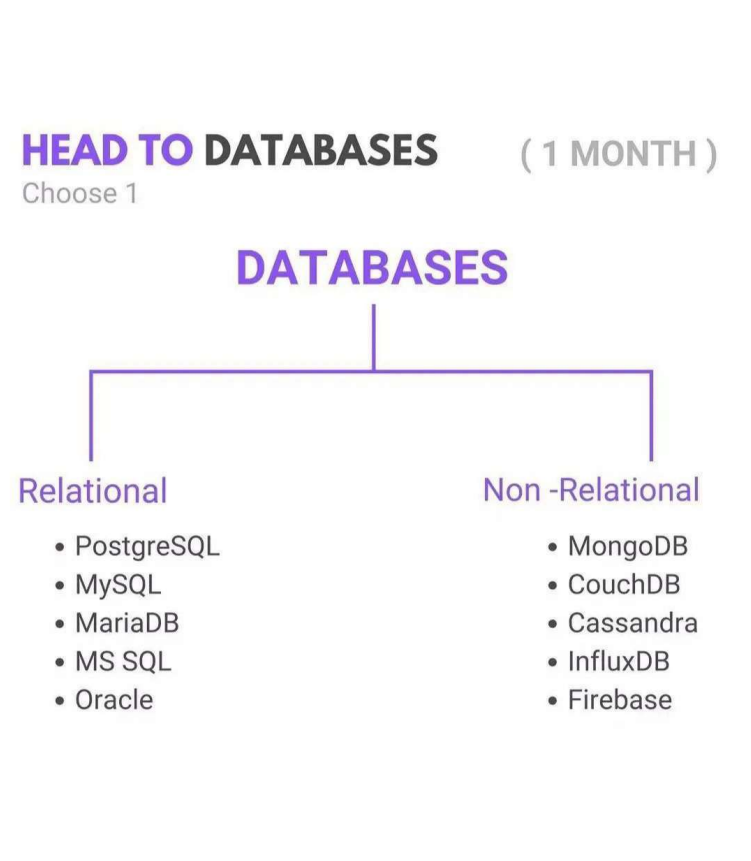 HEAD TO DATABASES ( 1 MONTH )
Choose 1
DATABASES
Relational
• PostgreSQL
• MySQL
• MariaDB
• MS SQL
• Oracle
Non -Relational
• MongoDB
• CouchDB
• Cassandra
• InfluxDB
• Firebase